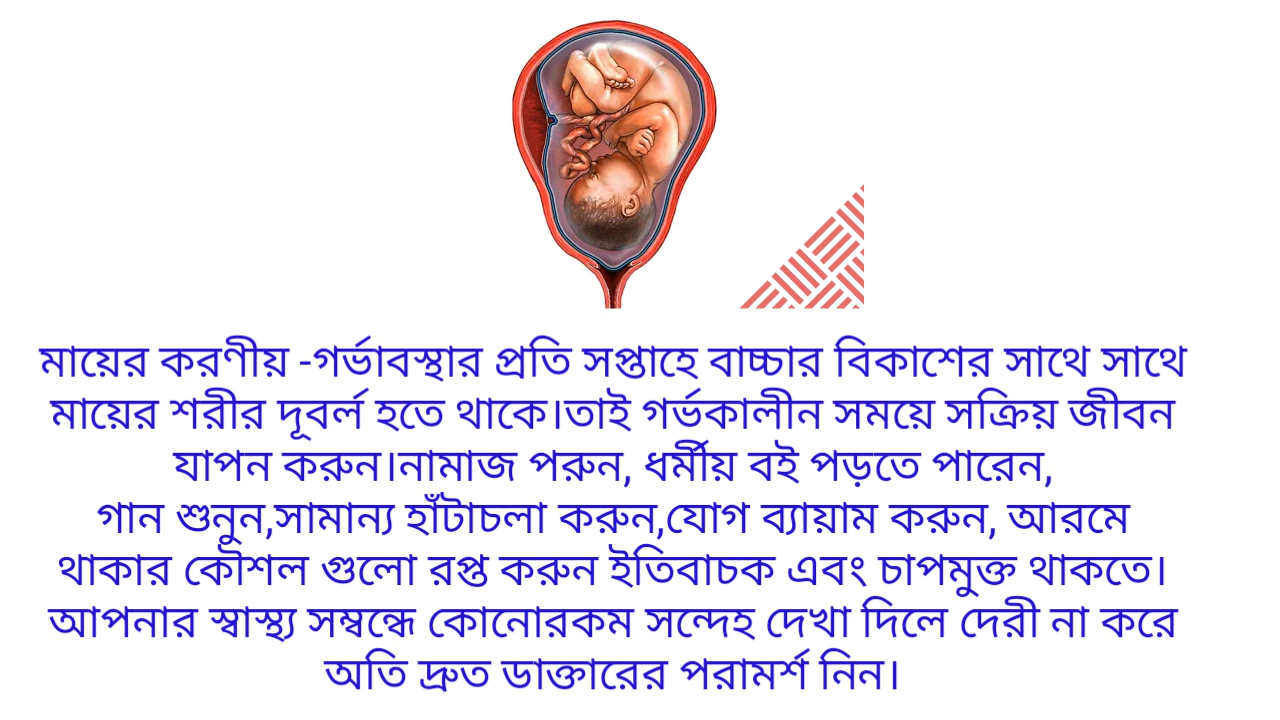 মায়ের করণীয় -গর্ভাবস্থার প্রতি সপ্তাহে বাচ্চার বিকাশের সাথে সাথে
মায়ের শরীর দূবর্ল হতে থাকে।তাই গর্ভকালীন সময়ে সক্রিয় জীবন
যাপন করুন।নামাজ পরুন, ধর্মীয় বই পড়তে পারেন,
গান শুনুন,সামান্য হাঁটাচলা করুন,যোগ ব্যায়াম করুন, আরমে
থাকার কৌশল গুলো রপ্ত করুন ইতিবাচক এবং চাপমুক্ত থাকতে।
আপনার স্বাস্থ্য সম্বন্ধে কোনোরকম সন্দেহ দেখা দিলে দেরী না করে
অতি দ্রুত ডাক্তারের পরামর্শ নিন।